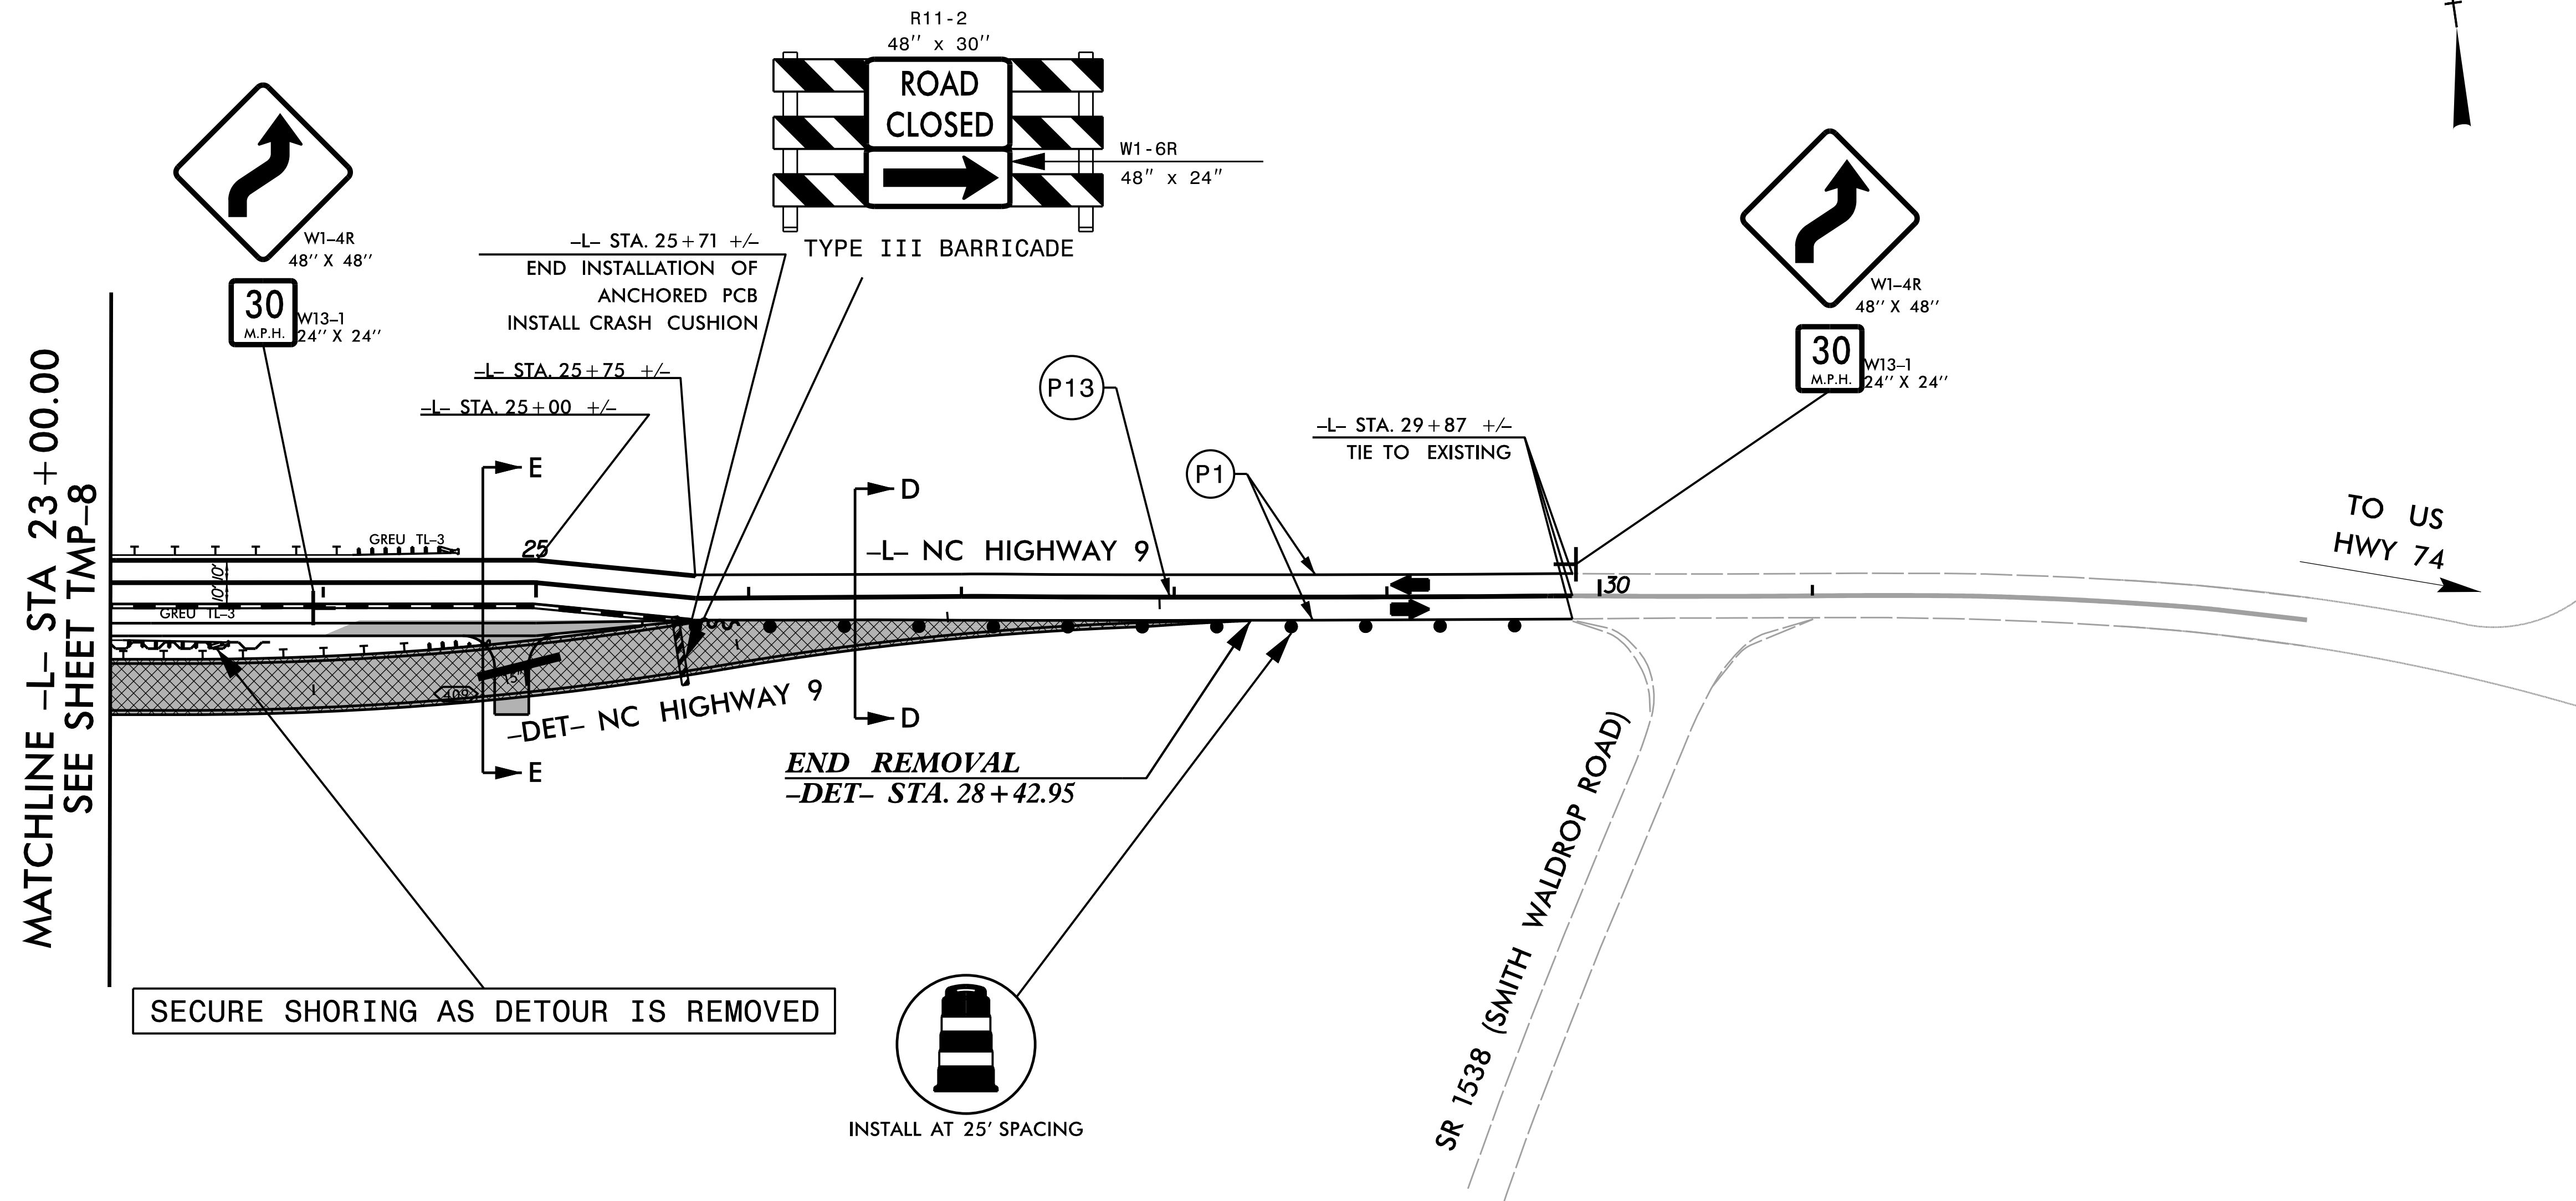 R11-2
48'' x 30''
ROAD
CLOSED
W1-6R
48" x 24"
TYPE III BARRICADE
W1–4R
48'' X 48''
30
M.P.H.
W13–1
24'' X 24''
–L– STA. 25+71 +/–
END INSTALLATION OF
ANCHORED PCB
INSTALL CRASH CUSHION
–L– STA. 25+75 +/–
–L– STA. 25+00 +/–
P13
P1
–L– STA. 29+87 +/–
TIE TO EXISTING
W1–4R
48'' X 48''
30
M.P.H.
W13–1
24'' X 24''
MATCHLINE –L– STA 23+00.00
SEE SHEET TMP–8
E
D
GREU TL–3
25
–L– NC HIGHWAY 9
10'
10'
GREU TL–3
30
TO US
HWY 74
15"
409
–DET– NC HIGHWAY 9
D
E
END REMOVAL
–DET– STA. 28+42.95
SR 1538 (SMITH WALDROP ROAD)
SECURE SHORING AS DETOUR IS REMOVED
INSTALL AT 25' SPACING